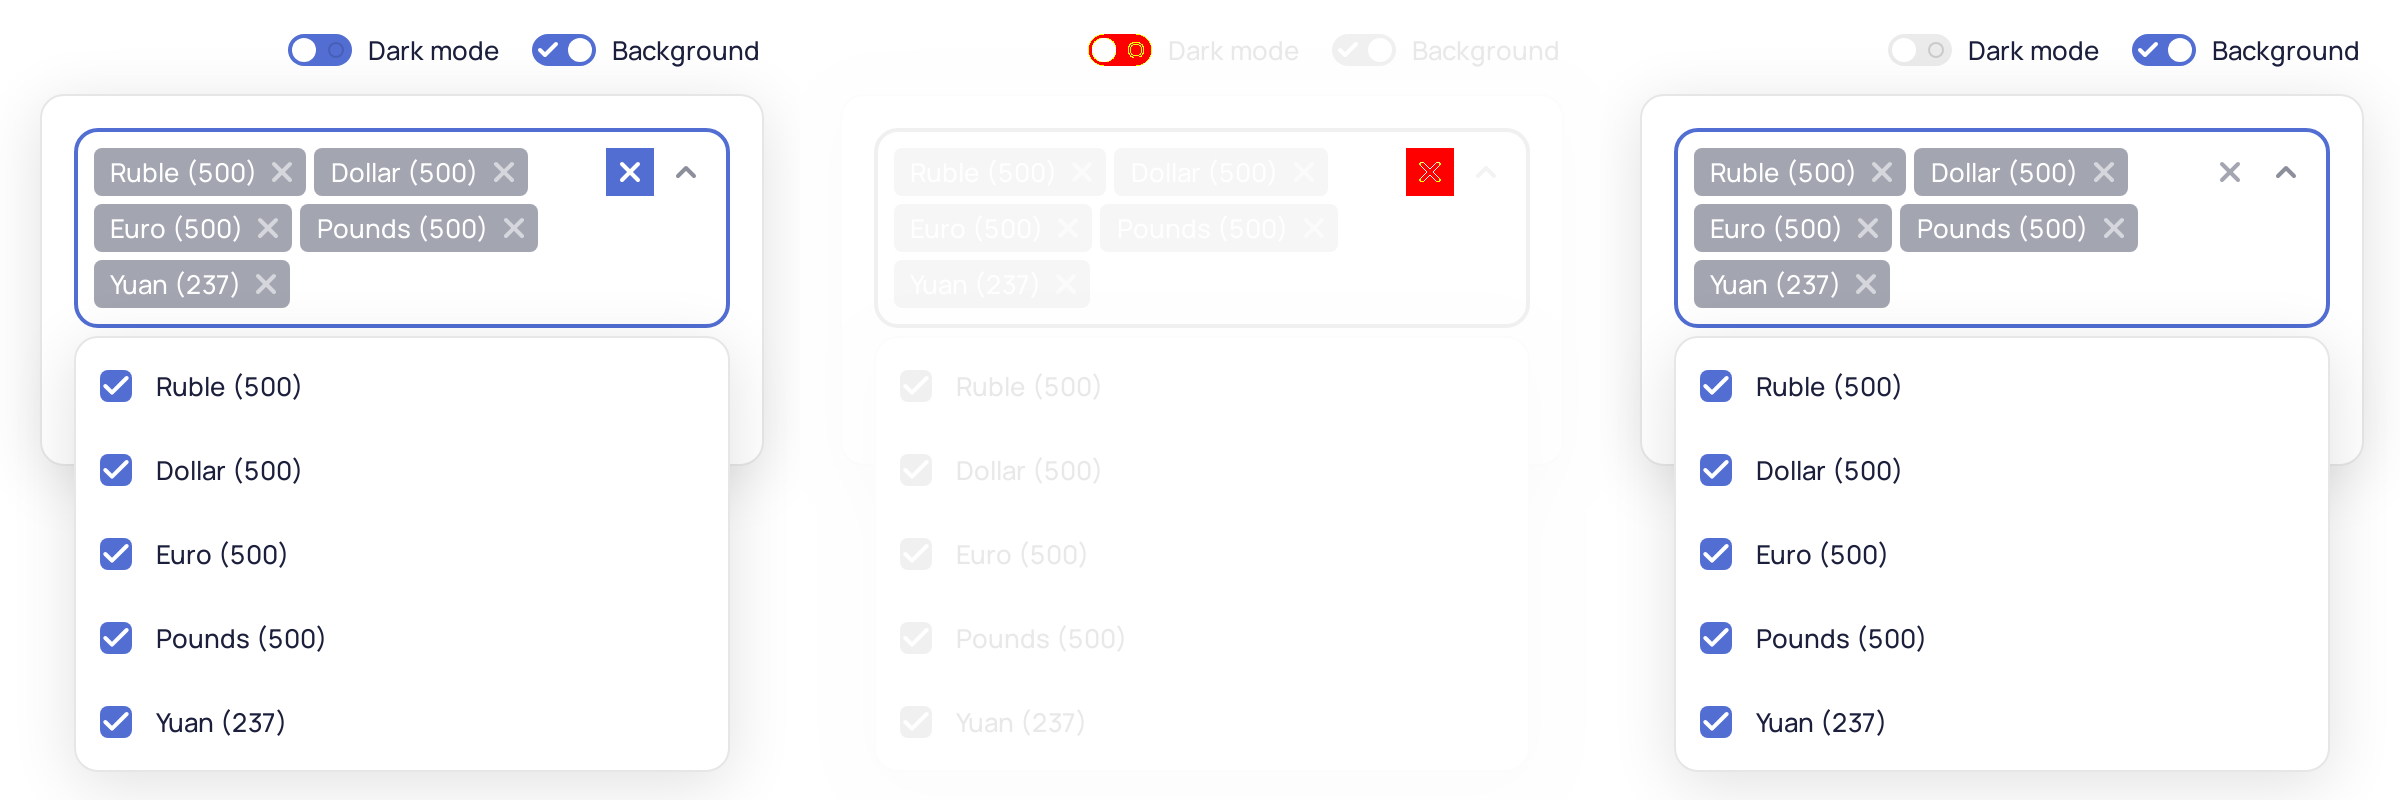 Dark mode Background
Ruble (500) Dollar (500)
Euro (500) Pounds (500)
Yuan (237)
Ruble (500)
Dollar (500)
Euro (500)
Pounds (500)
Yuan (237)
Dark mode Background
Ruble (500) Dollar (500)
Euro (500) Pounds (500)
Yuan (237)
Ruble (500)
Dollar (500)
Euro (500)
Pounds (500)
Yuan (237)
Dark mode Background
Ruble (500) Dollar (500)
Euro (500) Pounds (500)
Yuan (237)
Ruble (500)
Dollar (500)
Euro (500)
Pounds (500)
Yuan (237)